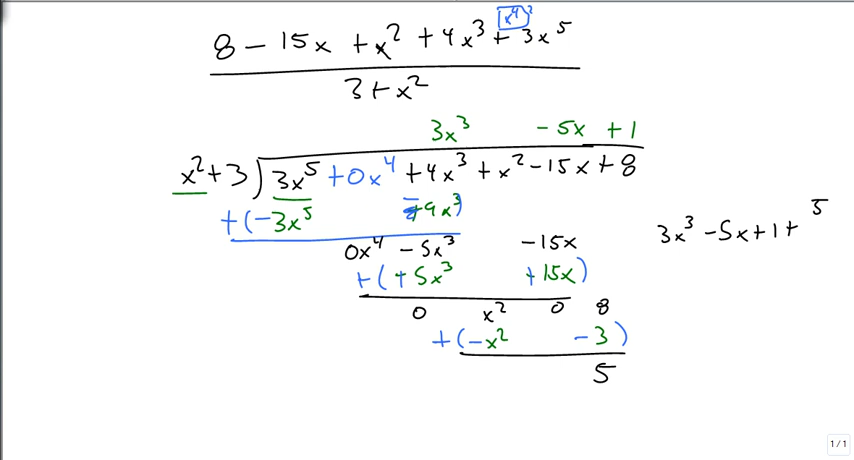 x⁴?
8 - 15x + x² + 4x³ + 3x⁵
3 + x²
3x³ - 5x + 1
x² + 3 ) 3x⁵ + 0x⁴ + 4x³ + x² - 15x + 8
+(-3x⁵ - 9x³)
0x⁴ - 5x³ - 15x
3x³ - 5x + 1 + 5
+(+5x³ + 15x)
0 x² 0 8
+(-x² - 3)
5
1 / 1